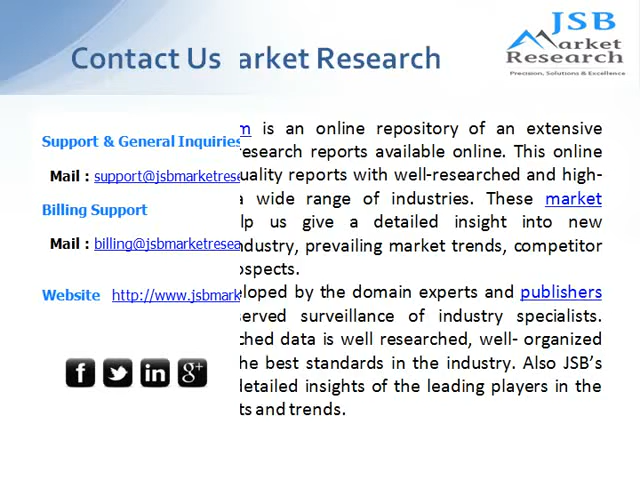 Contact Us arket Research
JSB
Market
Research
Precision, Solutions & Excellence
Support & General Inquiries
Mail : support@jsbmarketrese
Billing Support
Mail : billing@jsbmarketresea
Website http://www.jsbmark
m is an online repository of an extensive
esearch reports available online. This online
uality reports with well-researched and high-
a wide range of industries. These market
lp us give a detailed insight into new
ndustry, prevailing market trends, competitor
ospects.
eloped by the domain experts and publishers
erved surveillance of industry specialists.
ched data is well researched, well- organized
he best standards in the industry. Also JSB's
detailed insights of the leading players in the
ts and trends.